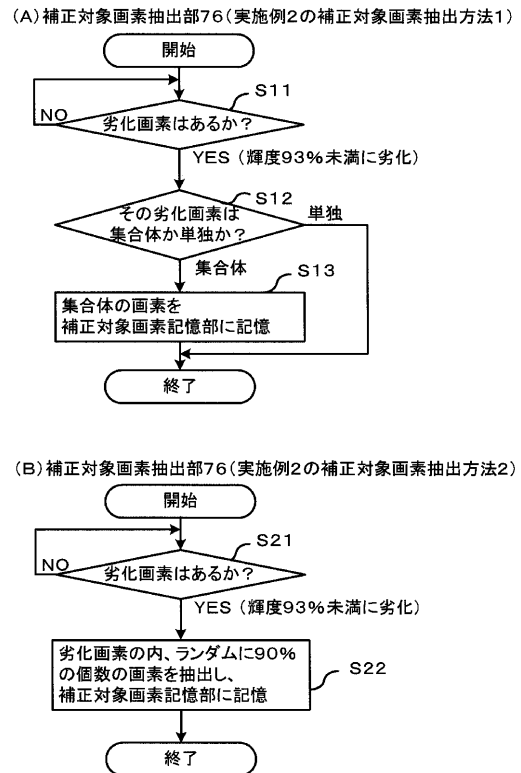 (A)補正対象画素抽出部76(実施例2の補正対象画素抽出方法1)
開始
S11
NO
劣化画素はあるか?
YES (輝度93%未満に劣化)
S12
その劣化画素は
集合体か単独か?
単独
集合体
S13
集合体の画素を
補正対象画素記憶部に記憶
終了
(B)補正対象画素抽出部76(実施例2の補正対象画素抽出方法2)
開始
S21
NO
劣化画素はあるか?
YES (輝度93%未満に劣化)
劣化画素の内、ランダムに90%
の個数の画素を抽出し、
補正対象画素記憶部に記憶
S22
終了